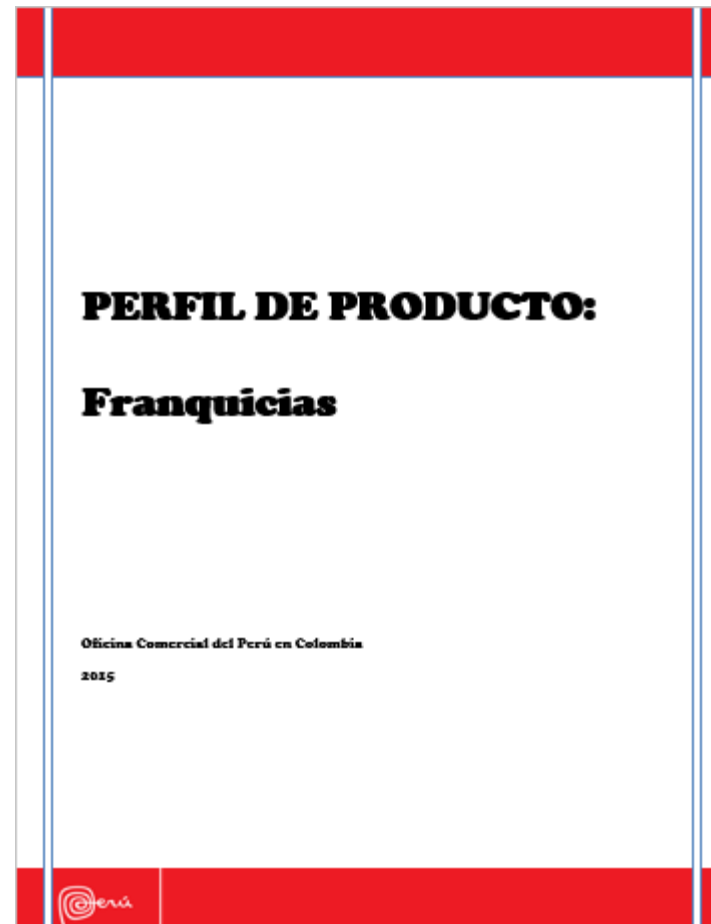 PERFIL DE PRODUCTO:
Franquicias
Oficina Comercial del Perú en Colombia
2015
Perú